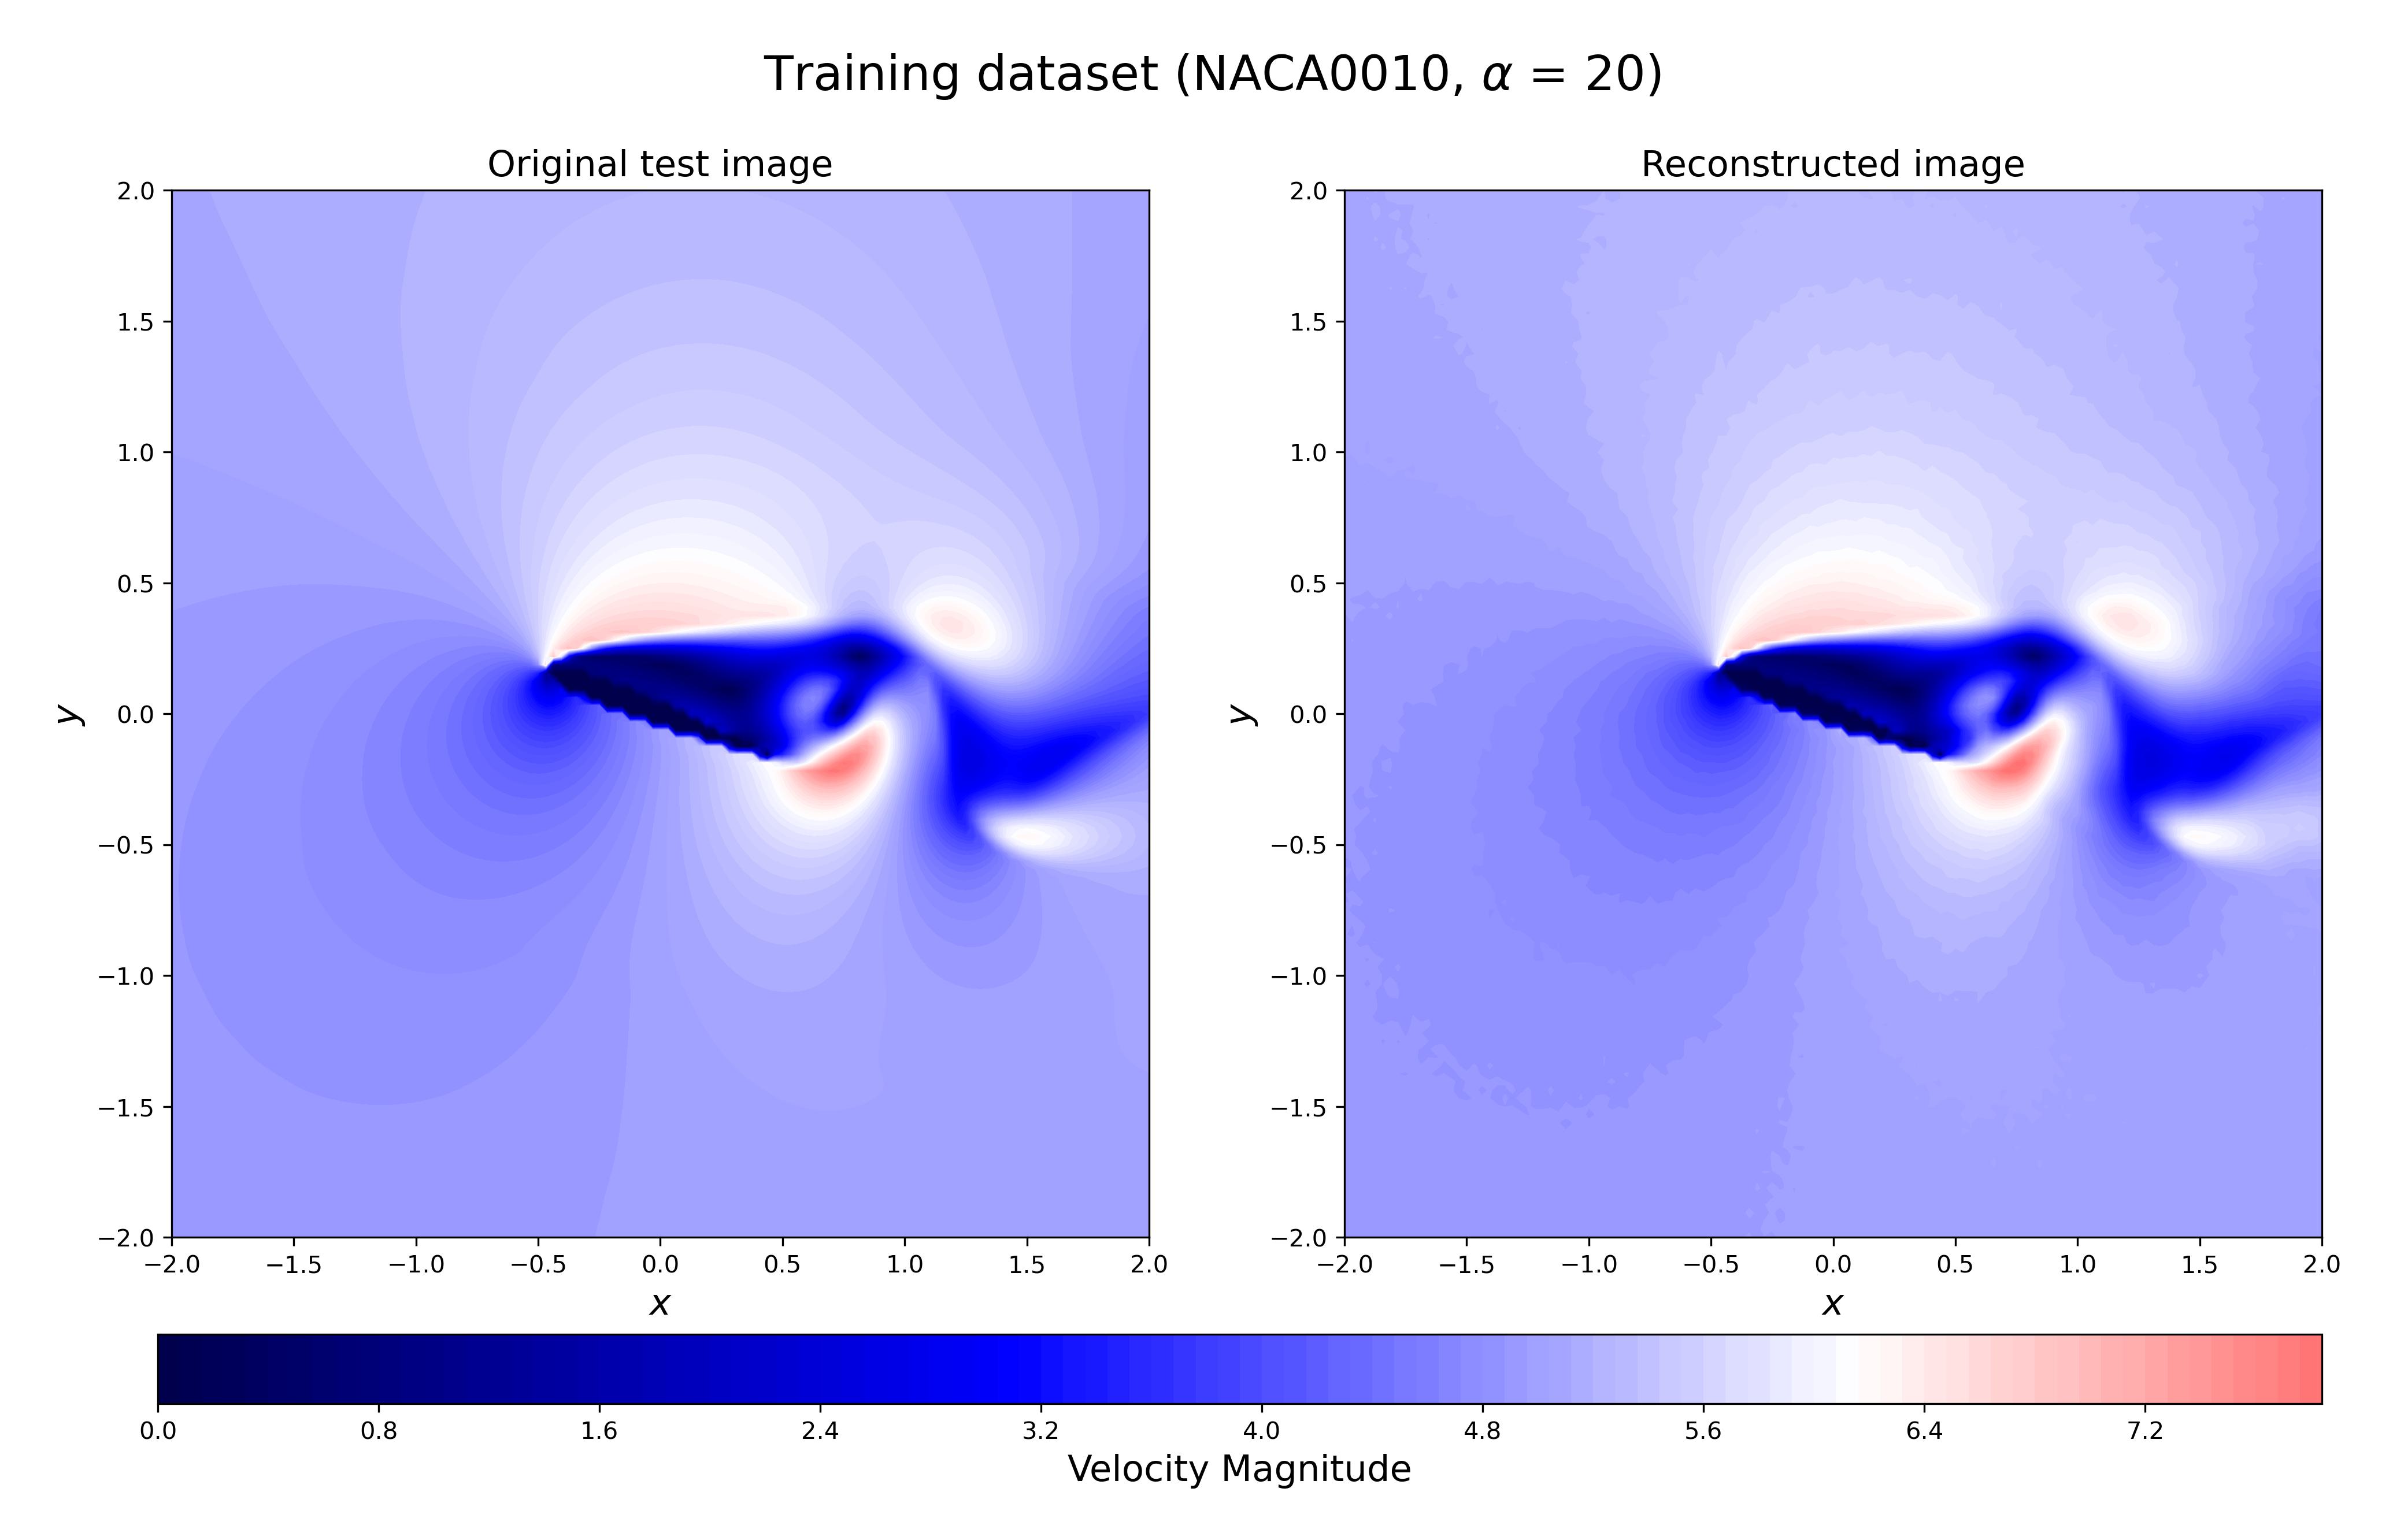 Training dataset (NACA0010, α = 20)
Original test image
2.0
1.5
1.0
0.5
0.0
−0.5
−1.0
−1.5
−2.0
y
−2.0 −1.5 −1.0 −0.5 0.0 0.5 1.0 1.5 2.0
x
Reconstructed image
2.0
1.5
1.0
0.5
0.0
−0.5
−1.0
−1.5
−2.0
y
−2.0 −1.5 −1.0 −0.5 0.0 0.5 1.0 1.5 2.0
x
0.0 0.8 1.6 2.4 3.2 4.0 4.8 5.6 6.4 7.2
Velocity Magnitude